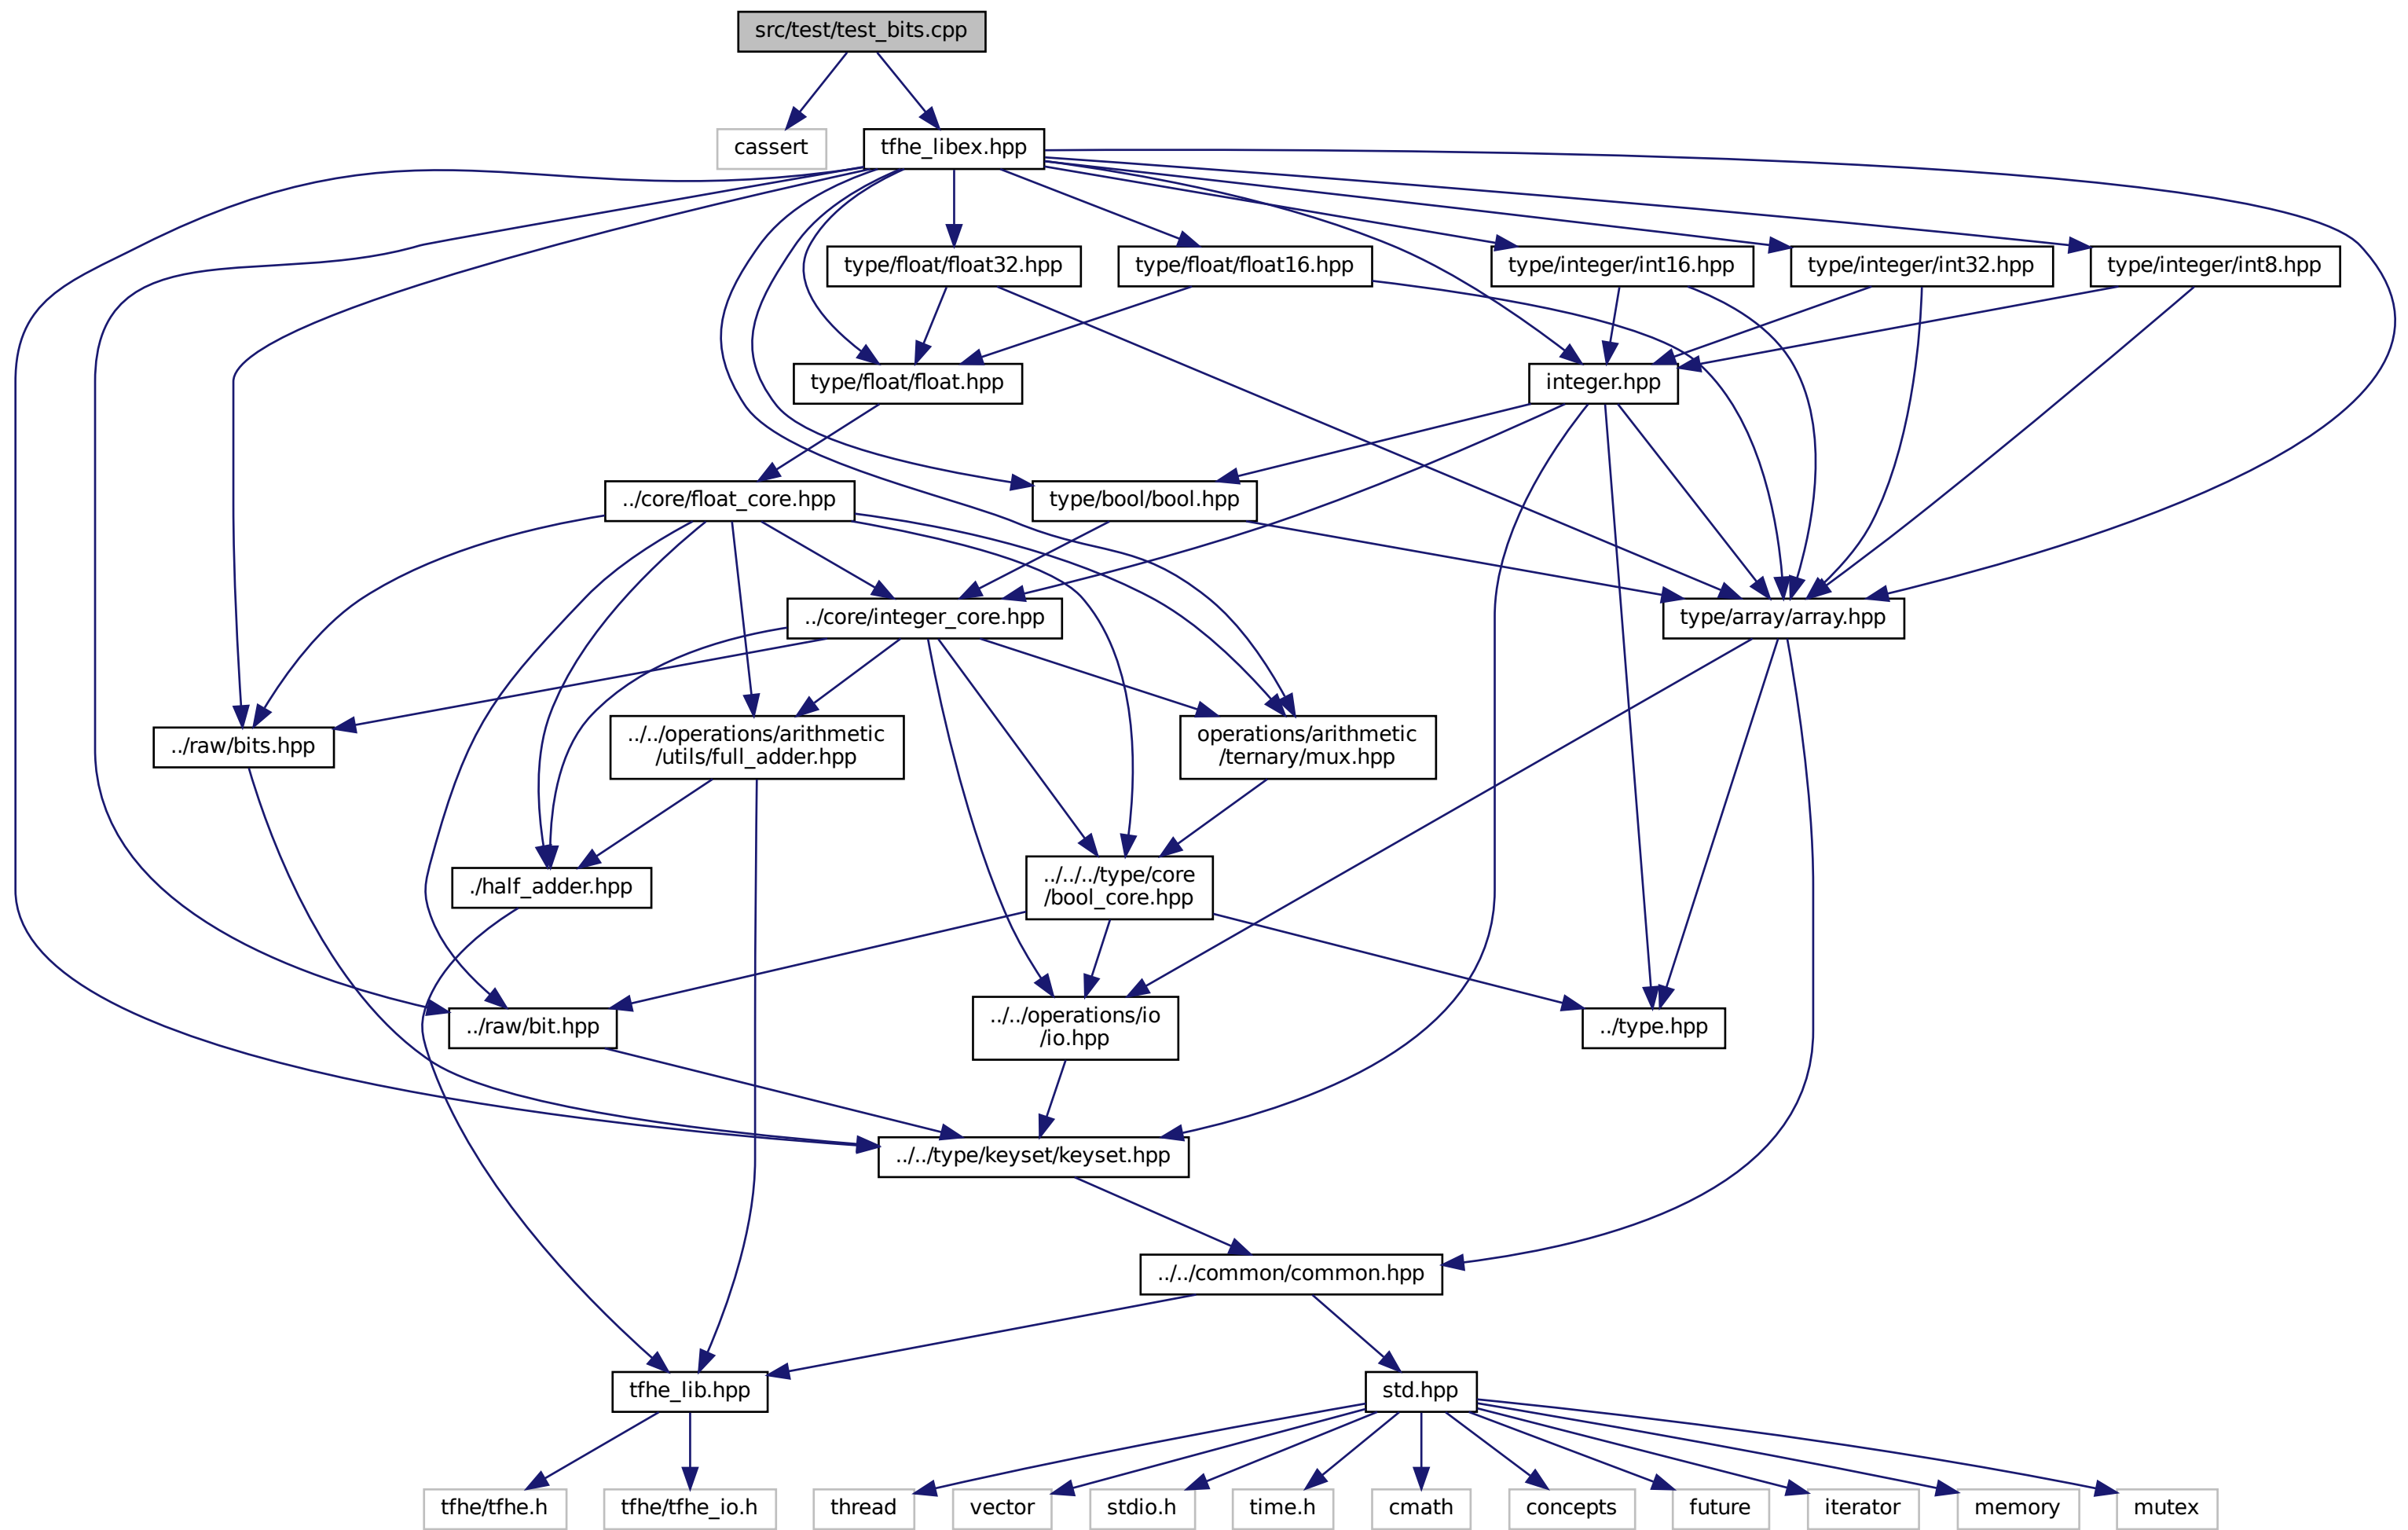 src/test/test_bits.cpp
cassert
tfhe_libex.hpp
type/float/float32.hpp
type/float/float16.hpp
type/integer/int16.hpp
type/integer/int32.hpp
type/integer/int8.hpp
type/float/float.hpp
integer.hpp
../core/float_core.hpp
type/bool/bool.hpp
../core/integer_core.hpp
type/array/array.hpp
../raw/bits.hpp
../../operations/arithmetic
/utils/full_adder.hpp
operations/arithmetic
/ternary/mux.hpp
./half_adder.hpp
../../../type/core
/bool_core.hpp
../raw/bit.hpp
../../operations/io
/io.hpp
../type.hpp
../../type/keyset/keyset.hpp
../../common/common.hpp
tfhe_lib.hpp
std.hpp
tfhe/tfhe.h
tfhe/tfhe_io.h
thread
vector
stdio.h
time.h
cmath
concepts
future
iterator
memory
mutex